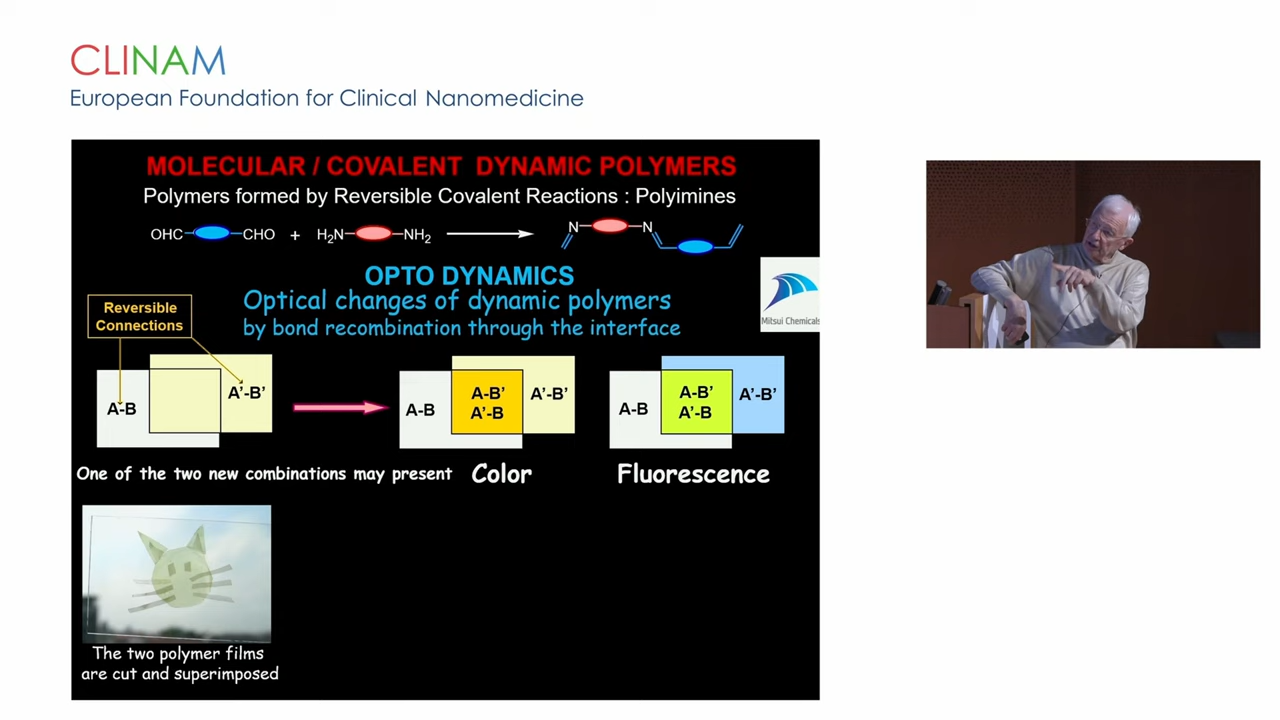 CLINAM
European Foundation for Clinical Nanomedicine
MOLECULAR / COVALENT DYNAMIC POLYMERS
Polymers formed by Reversible Covalent Reactions : Polyimines
OHC CHO + H₂N NH₂ N N
OPTO DYNAMICS
Optical changes of dynamic polymers
by bond recombination through the interface
Mitsui Chemicals
Reversible
Connections
A-B
A'-B'
A-B
A-B'
A'-B
A'-B'
A-B
A-B'
A'-B
A'-B'
One of the two new combinations may present
Color
Fluorescence
The two polymer films
are cut and superimposed